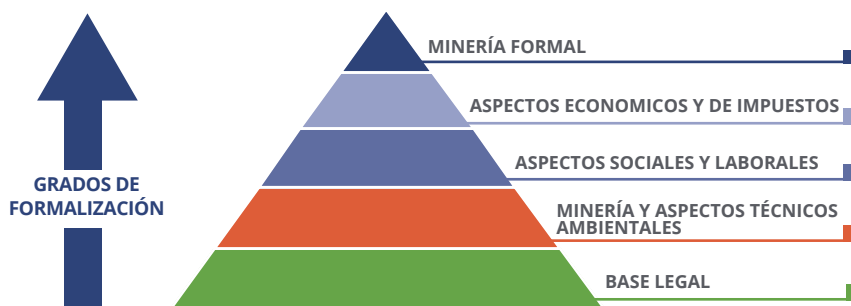 MINERÍA FORMAL
ASPECTOS ECONOMICOS Y DE IMPUESTOS
ASPECTOS SOCIALES Y LABORALES
GRADOS DE
FORMALIZACIÓN
MINERÍA Y ASPECTOS TÉCNICOS
AMBIENTALES
BASE LEGAL